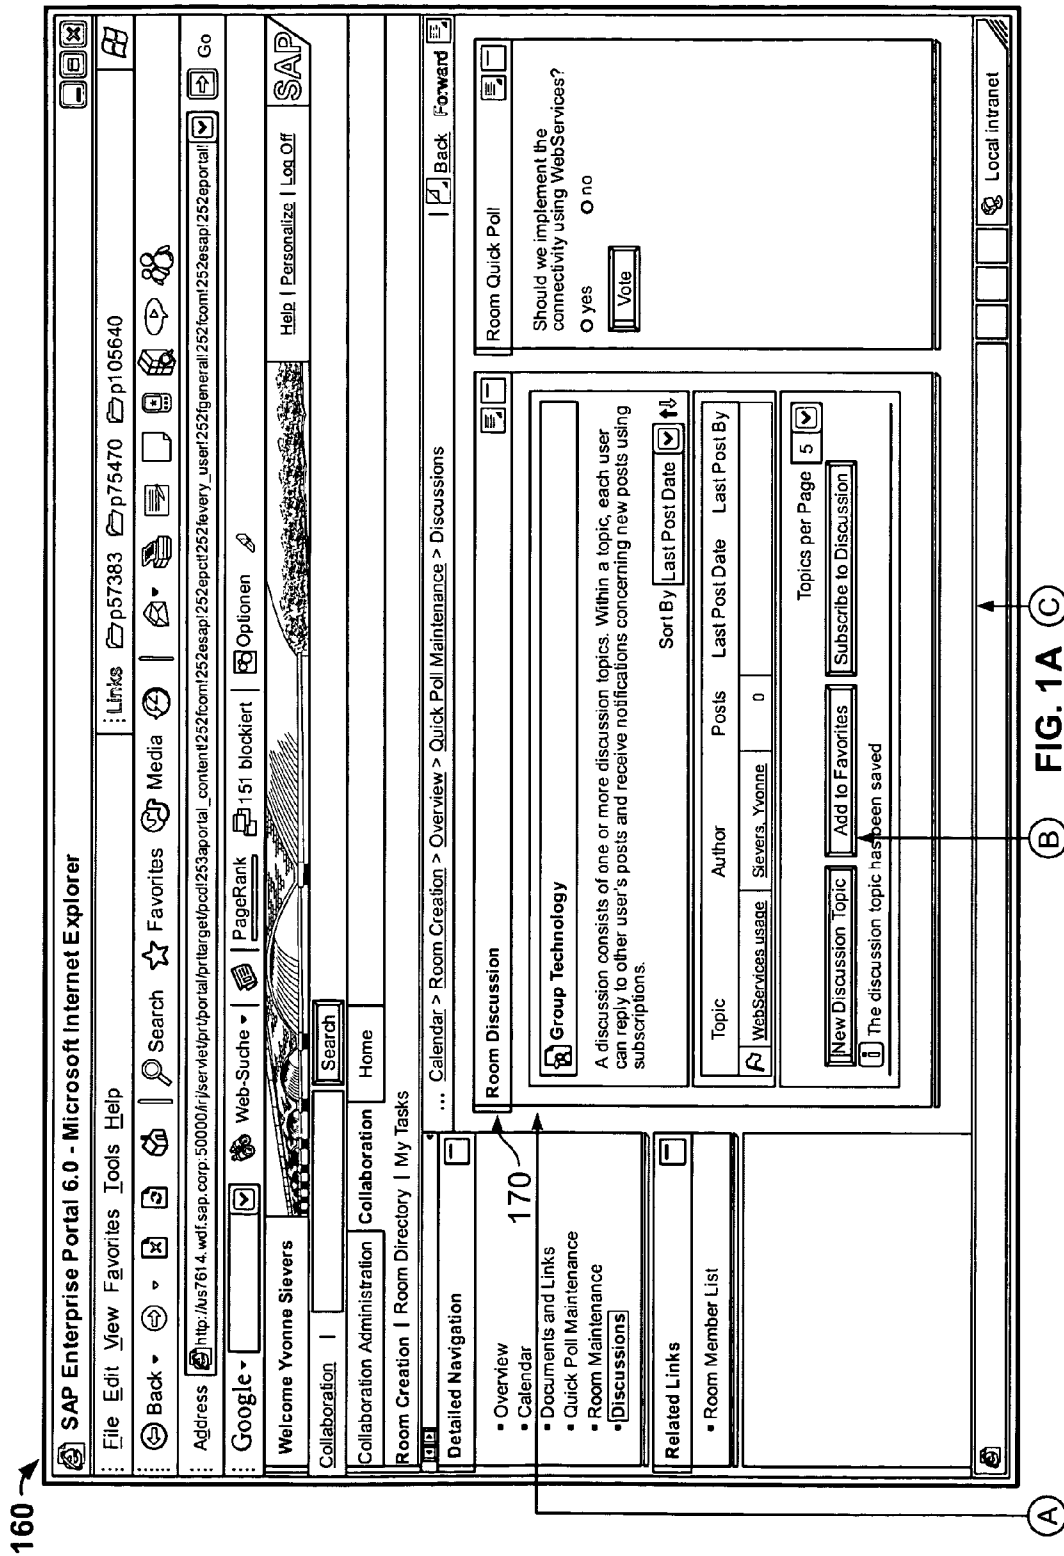 160
SAP Enterprise Portal 6.0 - Microsoft Internet Explorer
File Edit View Favorites Tools Help
Links p57383 p75470 p105640
Back Search Favorites Media
Address http://us7614.wdf.sap.corp:50000/irj/servlet/prt/portal/prttarget/pcd!253aportal_content!252fcom!252esap!252epct!252fevery_user!252fgeneral!252fcom!252esap!252eportal! Go
Google Web-Suche PageRank 151 blockiert Optionen
Welcome Yvonne Sievers
Help | Personalize | Log Off
SAP
Collaboration | Search
Collaboration Administration | Collaboration Home
Room Creation | Room Directory | My Tasks
... Calendar > Room Creation > Overview > Quick Poll Maintenance > Discussions
| Back Forward
Detailed Navigation
▪ Overview
▪ Calendar
▪ Documents and Links
▪ Quick Poll Maintenance
▪ Room Maintenance
▪ Discussions
Related Links
▪ Room Member List
170
Room Discussion
Group Technology
A discussion consists of one or more discussion topics. Within a topic, each user
can reply to other user's posts and receive notifications concerning new posts using
subscriptions.
Sort By Last Post Date
Topic Author Posts Last Post Date Last Post By
WebServices usage Sievers, Yvonne 0
Topics per Page 5
New Discussion Topic Add to Favorites Subscribe to Discussion
i The discussion topic has been saved
Room Quick Poll
Should we implement the
connectivity using WebServices?
yes no
Vote
Local intranet
A
B
C
FIG. 1A